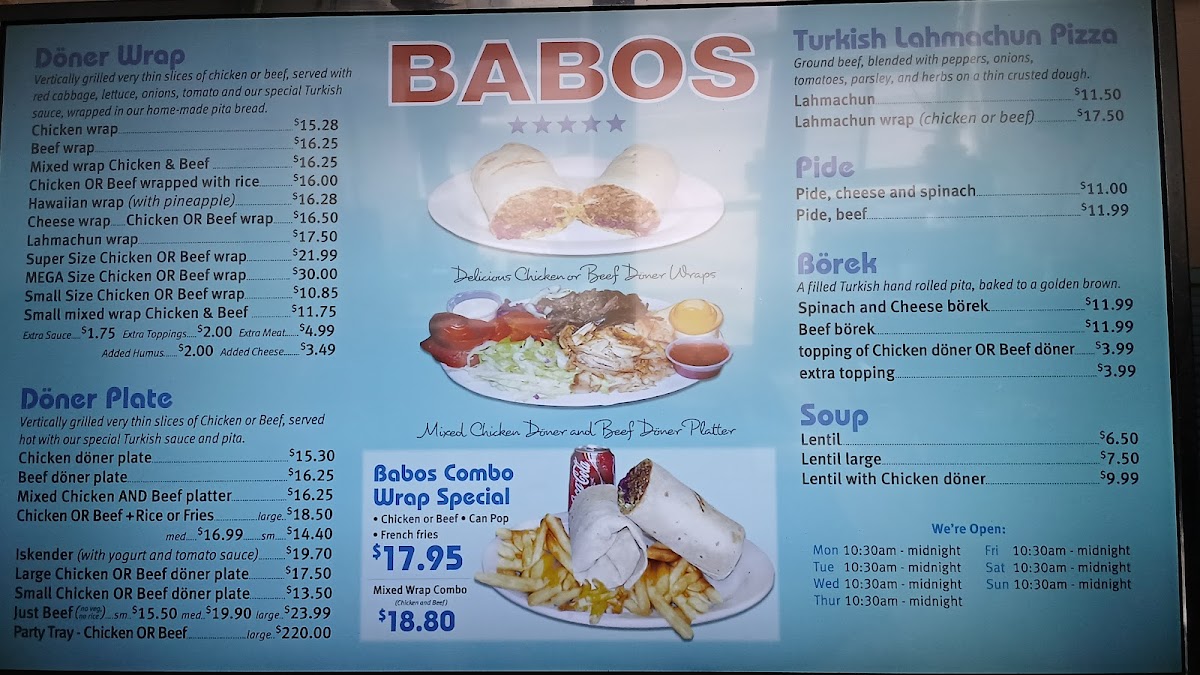 Döner Wrap
Vertically grilled very thin slices of chicken or beef, served with
red cabbage, lettuce, onions, tomato and our special Turkish
sauce, wrapped in our home-made pita bread.
Chicken wrap $15.28
Beef wrap $16.25
Mixed wrap Chicken & Beef $16.25
Chicken OR Beef wrapped with rice $16.00
Hawaiian wrap (with pineapple) $16.28
Cheese wrap Chicken OR Beef wrap $16.50
Lahmachun wrap $17.50
Super Size Chicken OR Beef wrap $21.99
MEGA Size Chicken OR Beef wrap $30.00
Small Size Chicken OR Beef wrap $10.85
Small mixed wrap Chicken & Beef $11.75
Extra Sauce $1.75 Extra Toppings $2.00 Extra Meat $4.99
Added Humus $2.00 Added Cheese $3.49
Döner Plate
Vertically grilled very thin slices of Chicken or Beef, served
hot with our special Turkish sauce and pita.
Chicken döner plate $15.30
Beef döner plate $16.25
Mixed Chicken AND Beef platter $16.25
Chicken OR Beef +Rice or Fries large $18.50
med $16.99 sm $14.40
Iskender (with yogurt and tomato sauce) $19.70
Large Chicken OR Beef döner plate $17.50
Small Chicken OR Beef döner plate $13.50
Just Beef (no veg no rice) sm $15.50 med $19.90 large $23.99
Party Tray - Chicken OR Beef large $220.00
BABOS
Delicious Chicken or Beef Döner Wraps
Mixed Chicken Döner and Beef Döner Platter
Babos Combo
Wrap Special
• Chicken or Beef • Can Pop
• French fries
$17.95
Mixed Wrap Combo
(Chicken and Beef)
$18.80
Coca-Cola
Turkish Lahmachun Pizza
Ground beef, blended with peppers, onions,
tomatoes, parsley, and herbs on a thin crusted dough.
Lahmachun $11.50
Lahmachun wrap (chicken or beef) $17.50
Pide
Pide, cheese and spinach $11.00
Pide, beef $11.99
Börek
A filled Turkish hand rolled pita, baked to a golden brown.
Spinach and Cheese börek $11.99
Beef börek $11.99
topping of Chicken döner OR Beef döner $3.99
extra topping $3.99
Soup
Lentil $6.50
Lentil large $7.50
Lentil with Chicken döner $9.99
We're Open:
Mon 10:30am - midnight Fri 10:30am - midnight
Tue 10:30am - midnight Sat 10:30am - midnight
Wed 10:30am - midnight Sun 10:30am - midnight
Thur 10:30am - midnight